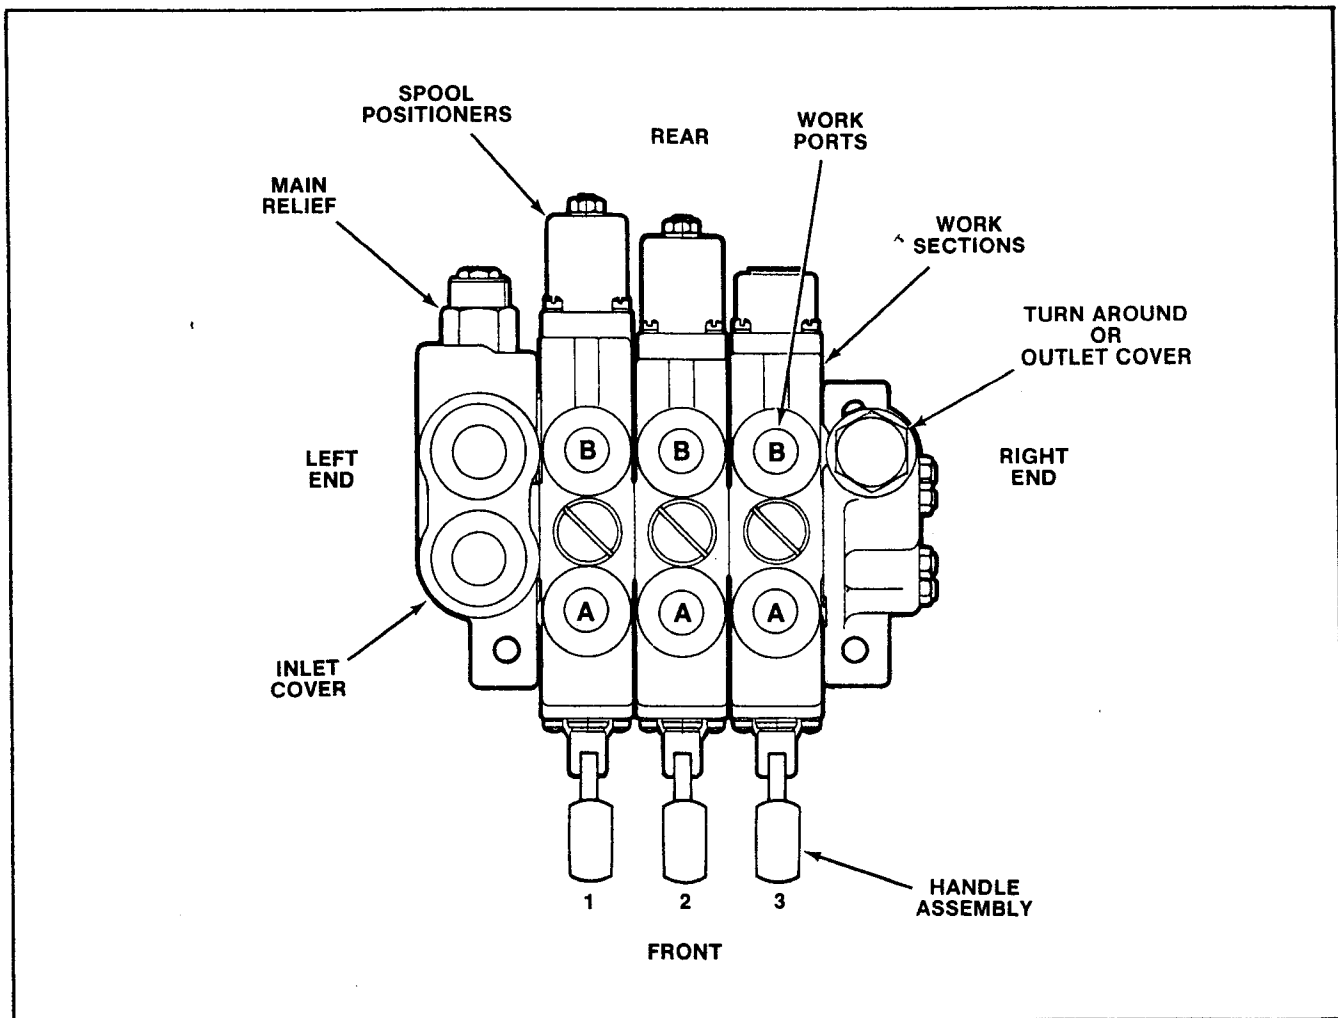 SPOOL
POSITIONERS
REAR
WORK
PORTS
MAIN
RELIEF
WORK
SECTIONS
TURN AROUND
OR
OUTLET COVER
LEFT
END
B
B
B
RIGHT
END
A
A
A
INLET
COVER
1
2
3
HANDLE
ASSEMBLY
FRONT